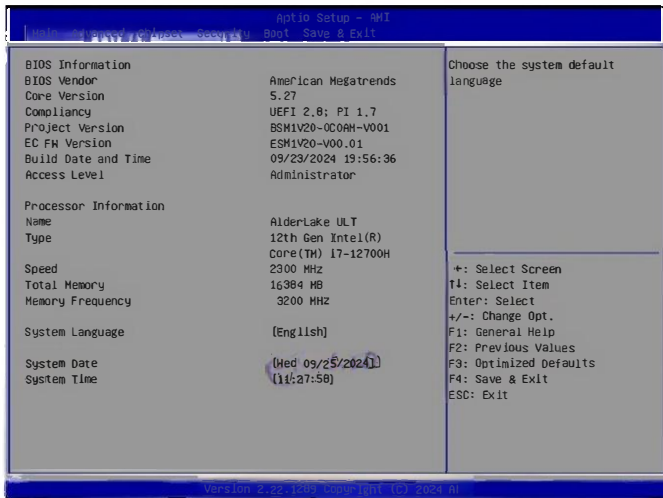 Aptio Setup - AMI
Main Advanced Chipset Security Boot Save & Exit
BIOS Information
BIOS Vendor American Megatrends
Core Version 5.27
Compliancy UEFI 2.8; PI 1.7
Project Version BSM1V20-0C0AM-V001
EC FW Version ESM1V20-V00.01
Build Date and Time 09/23/2024 19:56:36
Access Level Administrator
Processor Information
Name AlderLake ULT
Type 12th Gen Intel(R)
Core(TM) i7-12700H
Speed 2300 MHz
Total Memory 16384 MB
Memory Frequency 3200 MHz
System Language [English]
System Date [Wed 09/25/2024]
System Time [11:27:58]
Choose the system default
language
: Select Screen
↑↓: Select Item
Enter: Select
+/-: Change Opt.
F1: General Help
F2: Previous Values
F3: Optimized Defaults
F4: Save & Exit
ESC: Exit
Version 2.22.1289 Copyright (C) 2024 AMI